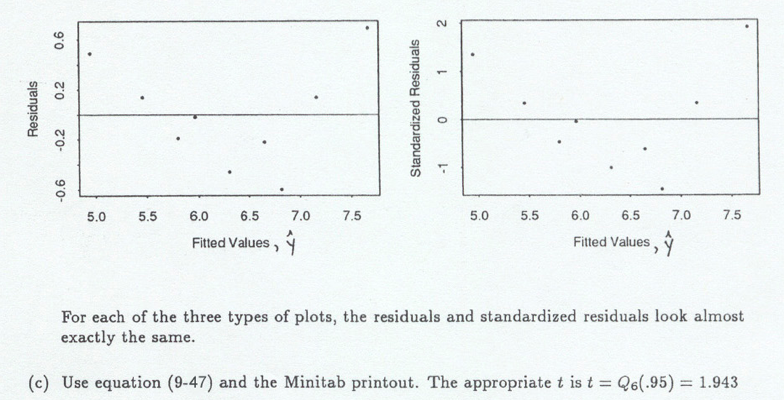 Residuals
0.6
0.2
-0.2
-0.6
5.0 5.5 6.0 6.5 7.0 7.5
Fitted Values, ŷ
Standardized Residuals
2
1
0
-1
5.0 5.5 6.0 6.5 7.0 7.5
Fitted Values, ŷ
For each of the three types of plots, the residuals and standardized residuals look almost
exactly the same.
(c) Use equation (9-47) and the Minitab printout. The appropriate t is t = Q₆(.95) = 1.943